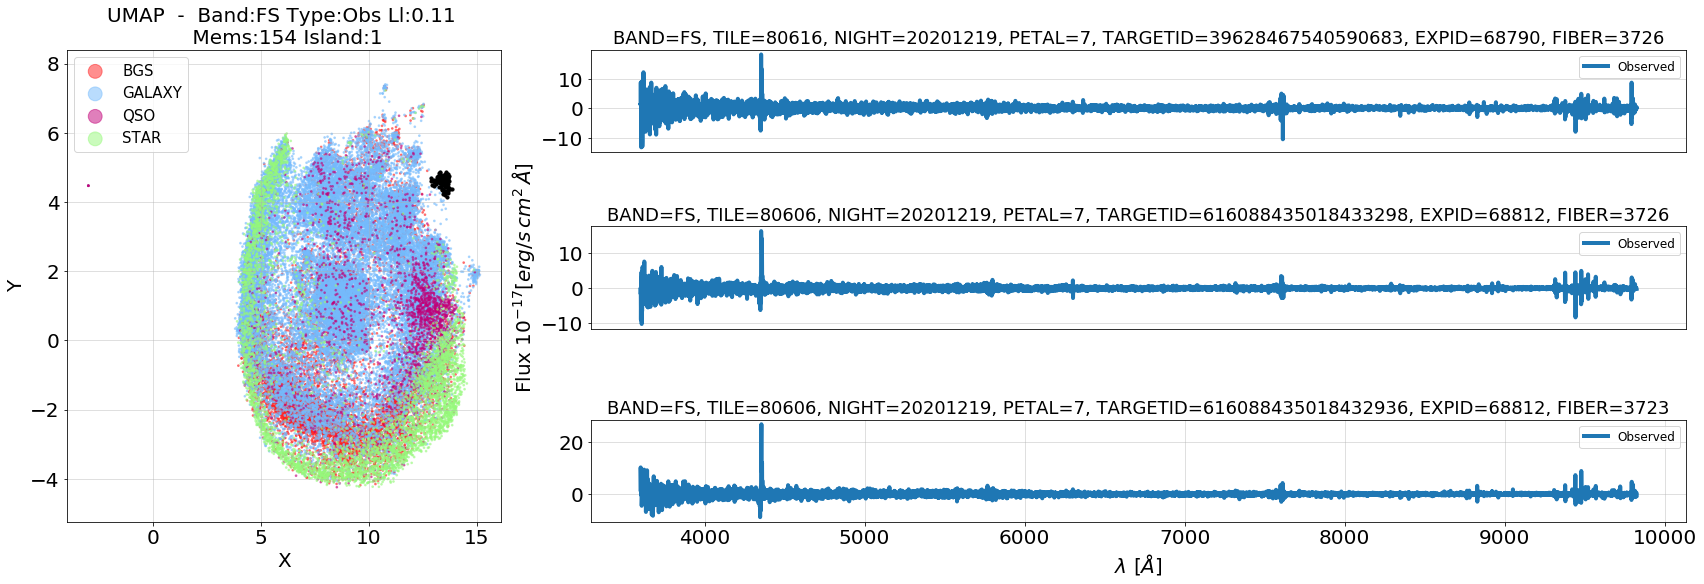 UMAP - Band:FS Type:Obs Ll:0.11
Mems:154 Island:1
BGS
GALAXY
QSO
STAR
8
6
4
2
0
−2
−4
0 5 10 15
X
Y
BAND=FS, TILE=80616, NIGHT=20201219, PETAL=7, TARGETID=39628467540590683, EXPID=68790, FIBER=3726
Observed
10
0
−10
Flux 10⁻¹⁷[erg/s cm² Å]
BAND=FS, TILE=80606, NIGHT=20201219, PETAL=7, TARGETID=616088435018433298, EXPID=68812, FIBER=3726
Observed
10
0
−10
BAND=FS, TILE=80606, NIGHT=20201219, PETAL=7, TARGETID=616088435018432936, EXPID=68812, FIBER=3723
Observed
20
0
4000 5000 6000 7000 8000 9000 10000
λ [Å]